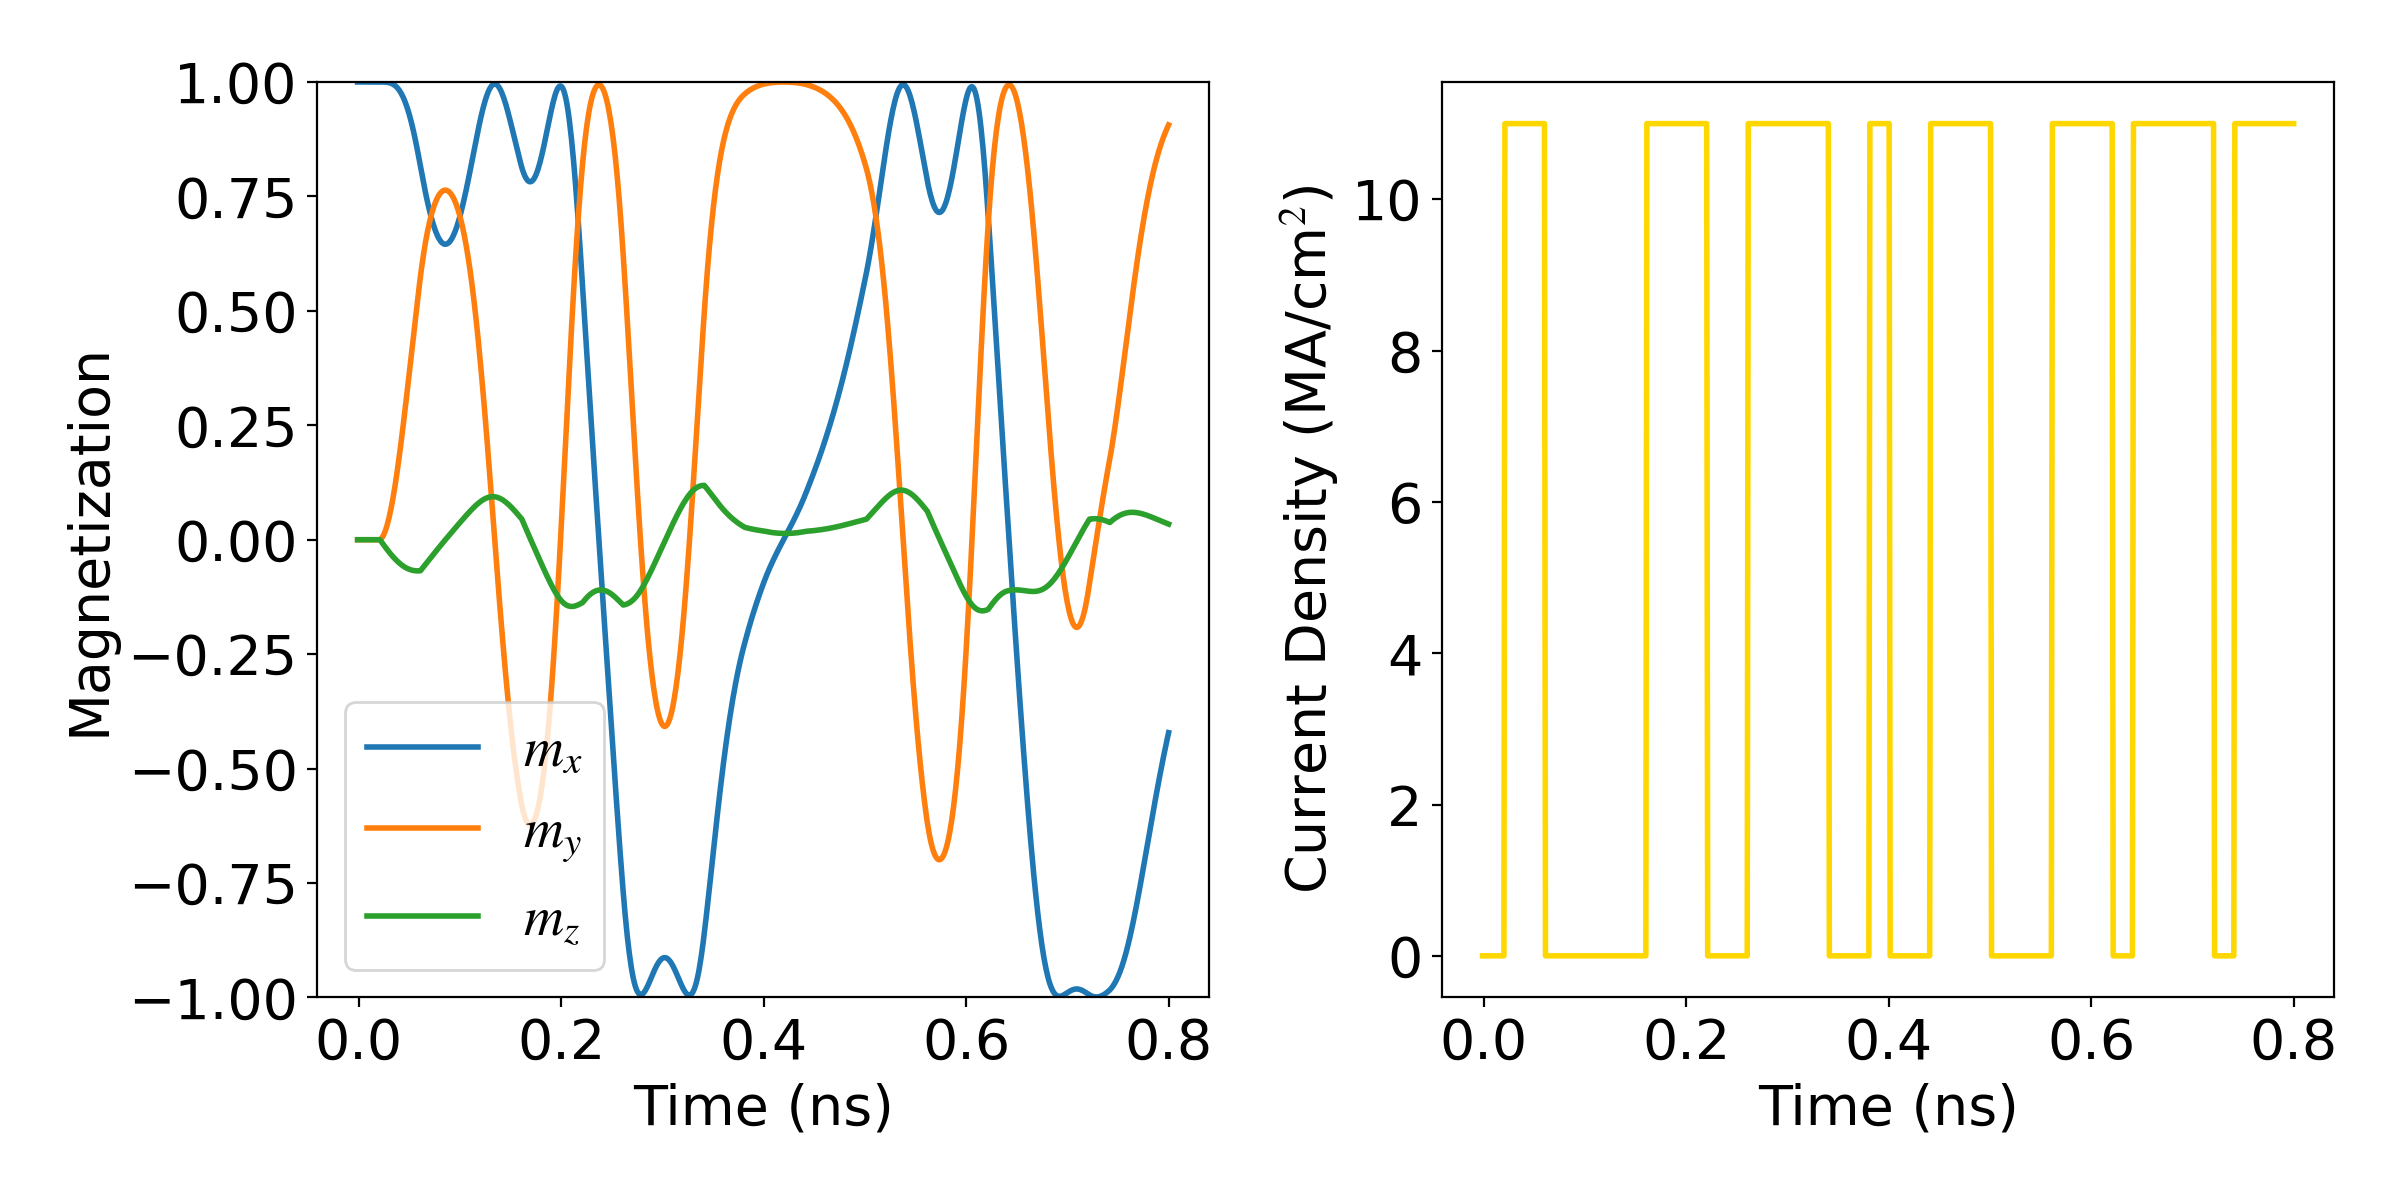 1.00
0.75
0.50
0.25
0.00
−0.25
−0.50
−0.75
−1.00
Magnetization
0.0 0.2 0.4 0.6 0.8
Time (ns)
m_x
m_y
m_z
10
8
6
4
2
0
Current Density (MA/cm²)
0.0 0.2 0.4 0.6 0.8
Time (ns)